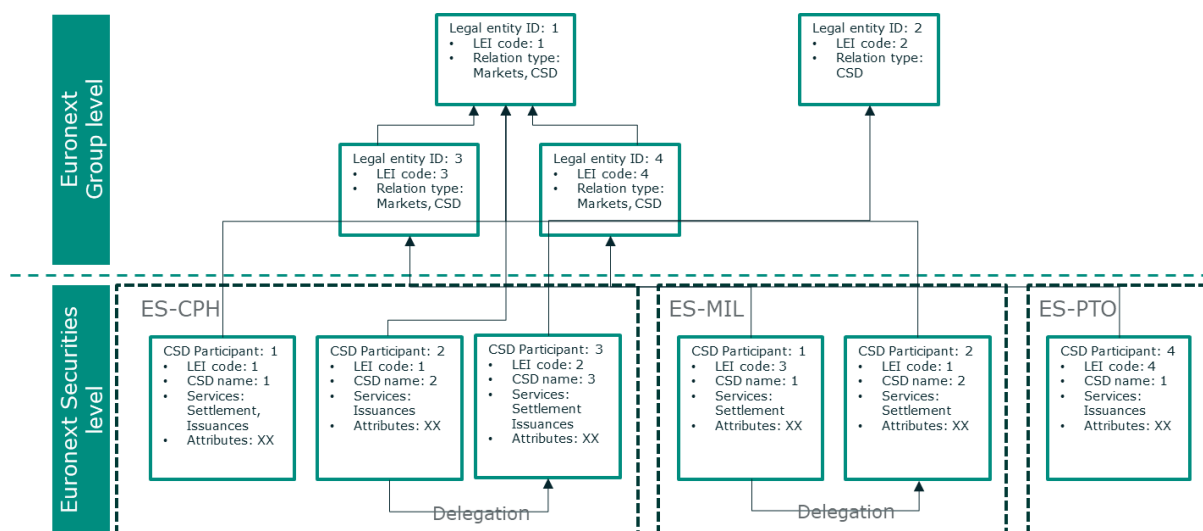 Euronext
Group level
Legal entity ID: 1
• LEI code: 1
• Relation type:
Markets, CSD
Legal entity ID: 2
• LEI code: 2
• Relation type:
CSD
Legal entity ID: 3
• LEI code: 3
• Relation type:
Markets, CSD
Legal entity ID: 4
• LEI code: 4
• Relation type:
Markets, CSD
Euronext Securities
level
ES-CPH
CSD Participant: 1
• LEI code: 1
• CSD name: 1
• Services:
Settlement,
Issuances
• Attributes: XX
CSD Participant: 2
• LEI code: 1
• CSD name: 2
• Services:
Issuances
• Attributes: XX
CSD Participant: 3
• LEI code: 2
• CSD name: 3
• Services:
Settlement
Issuances
• Attributes: XX
Delegation
ES-MIL
CSD Participant: 1
• LEI code: 3
• CSD name: 1
• Services:
Settlement
• Attributes: XX
CSD Participant: 2
• LEI code: 1
• CSD name: 2
• Services:
Settlement
• Attributes: XX
Delegation
ES-PTO
CSD Participant: 4
• LEI code: 4
• CSD name: 1
• Services:
Issuances
• Attributes: XX